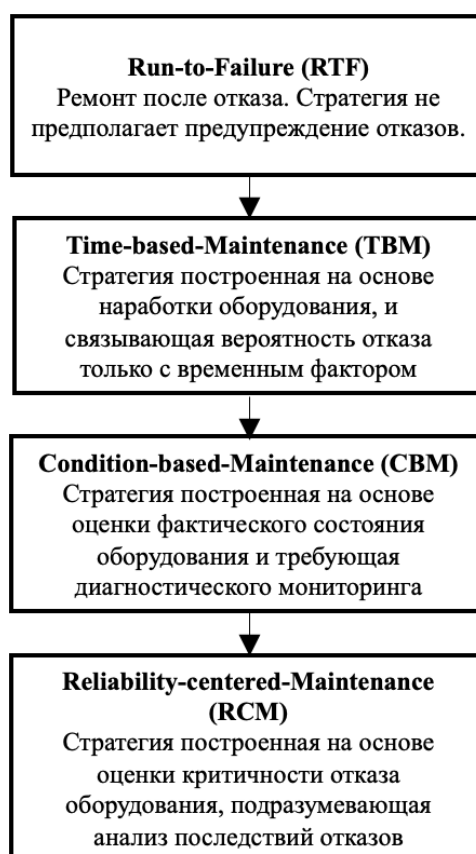 Run-to-Failure (RTF)
Ремонт после отказа. Стратегия не
предполагает предупреждение отказов.
Time-based-Maintenance (TBM)
Стратегия построенная на основе
наработки оборудования, и
связывающая вероятность отказа
только с временным фактором
Condition-based-Maintenance (CBM)
Стратегия построенная на основе
оценки фактического состояния
оборудования и требующая
диагностического мониторинга
Reliability-centered-Maintenance
(RCM)
Стратегия построенная на основе
оценки критичности отказа
оборудования, подразумевающая
анализ последствий отказов